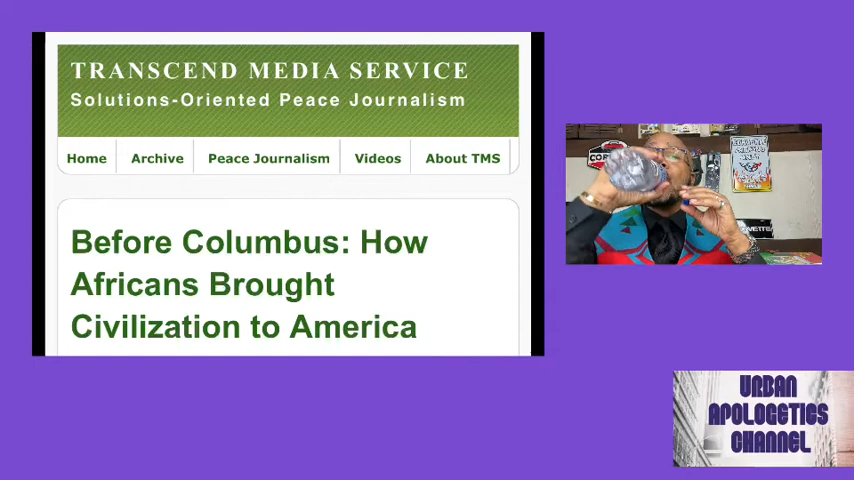 TRANSCEND MEDIA SERVICE
Solutions-Oriented Peace Journalism
Home Archive Peace Journalism Videos About TMS
Before Columbus: How
Africans Brought
Civilization to America
URBAN
APOLOGETICS
CHANNEL